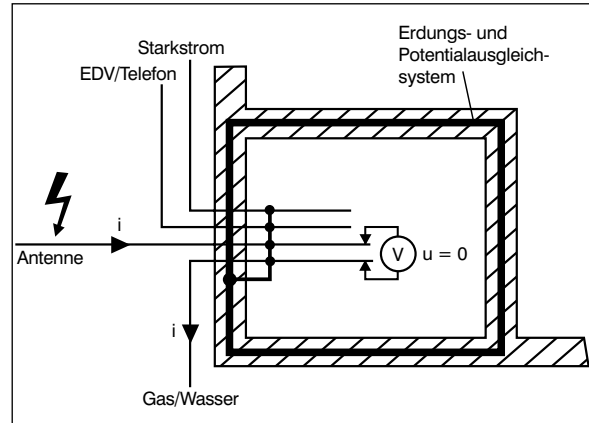 Starkstrom
EDV/Telefon
Erdungs- und
Potentialausgleich-
system
i
Antenne
V u = 0
i
Gas/Wasser